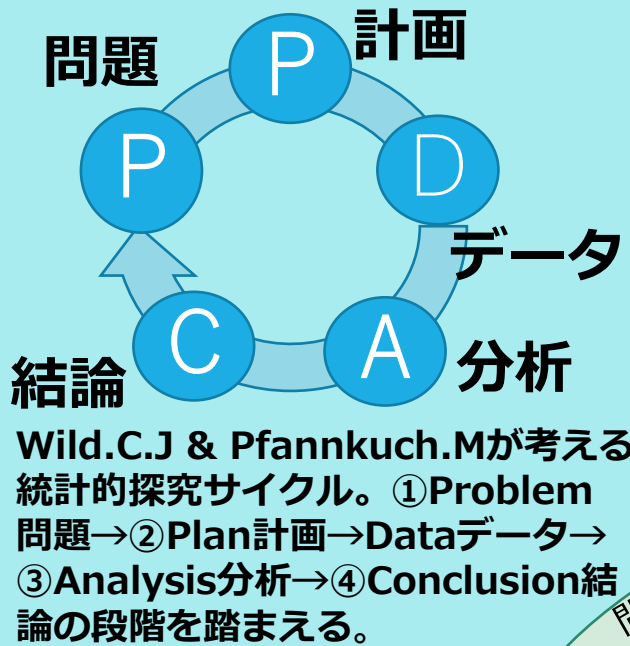 問題
P
計画
P
D
データ
A
分析
C
結論
Wild.C.J & Pfannkuch.Mが考える
統計的探究サイクル。①Problem
問題→②Plan計画→Dataデータ→
③Analysis分析→④Conclusion結
論の段階を踏まえる。